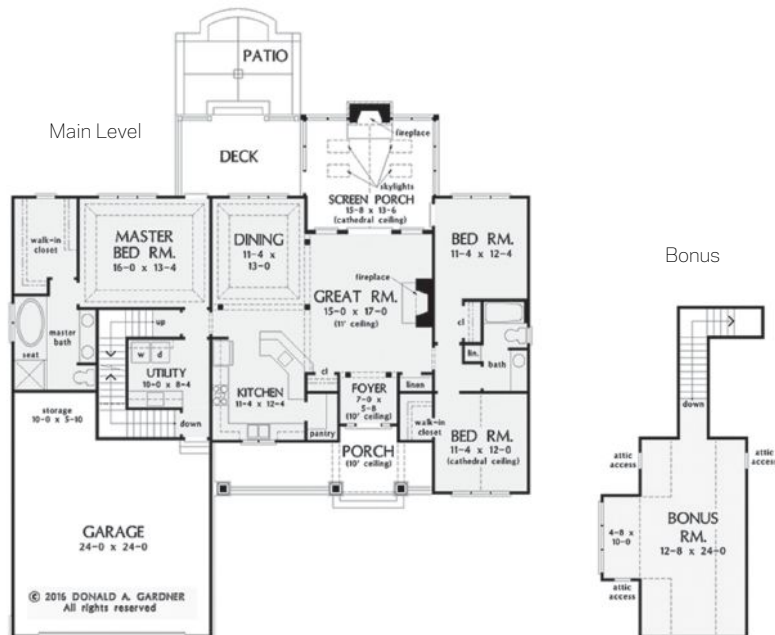 Main Level
PATIO
DECK
fireplace
skylights
SCREEN PORCH
15-8 x 13-6
(cathedral ceiling)
walk-in
closet
MASTER
BED RM.
16-0 x 13-4
DINING
11-4 x
13-0
BED RM.
11-4 x 12-4
fireplace
GREAT RM.
15-0 x 17-0
(11' ceiling)
master
bath
seat
up
w d
UTILITY
10-0 x 8-4
down
storage
10-0 x 5-10
KITCHEN
11-4 x 12-4
pantry
cl
FOYER
7-0 x
5-8
(10' ceiling)
linen
cl
lin.
bath
walk-in
closet
BED RM.
11-4 x 12-0
(cathedral ceiling)
PORCH
(10' ceiling)
GARAGE
24-0 x 24-0
© 2016 DONALD A. GARDNER
All rights reserved
Bonus
down
attic
access
attic
access
4-8 x
10-0
BONUS
RM.
12-8 x 24-0
attic
access